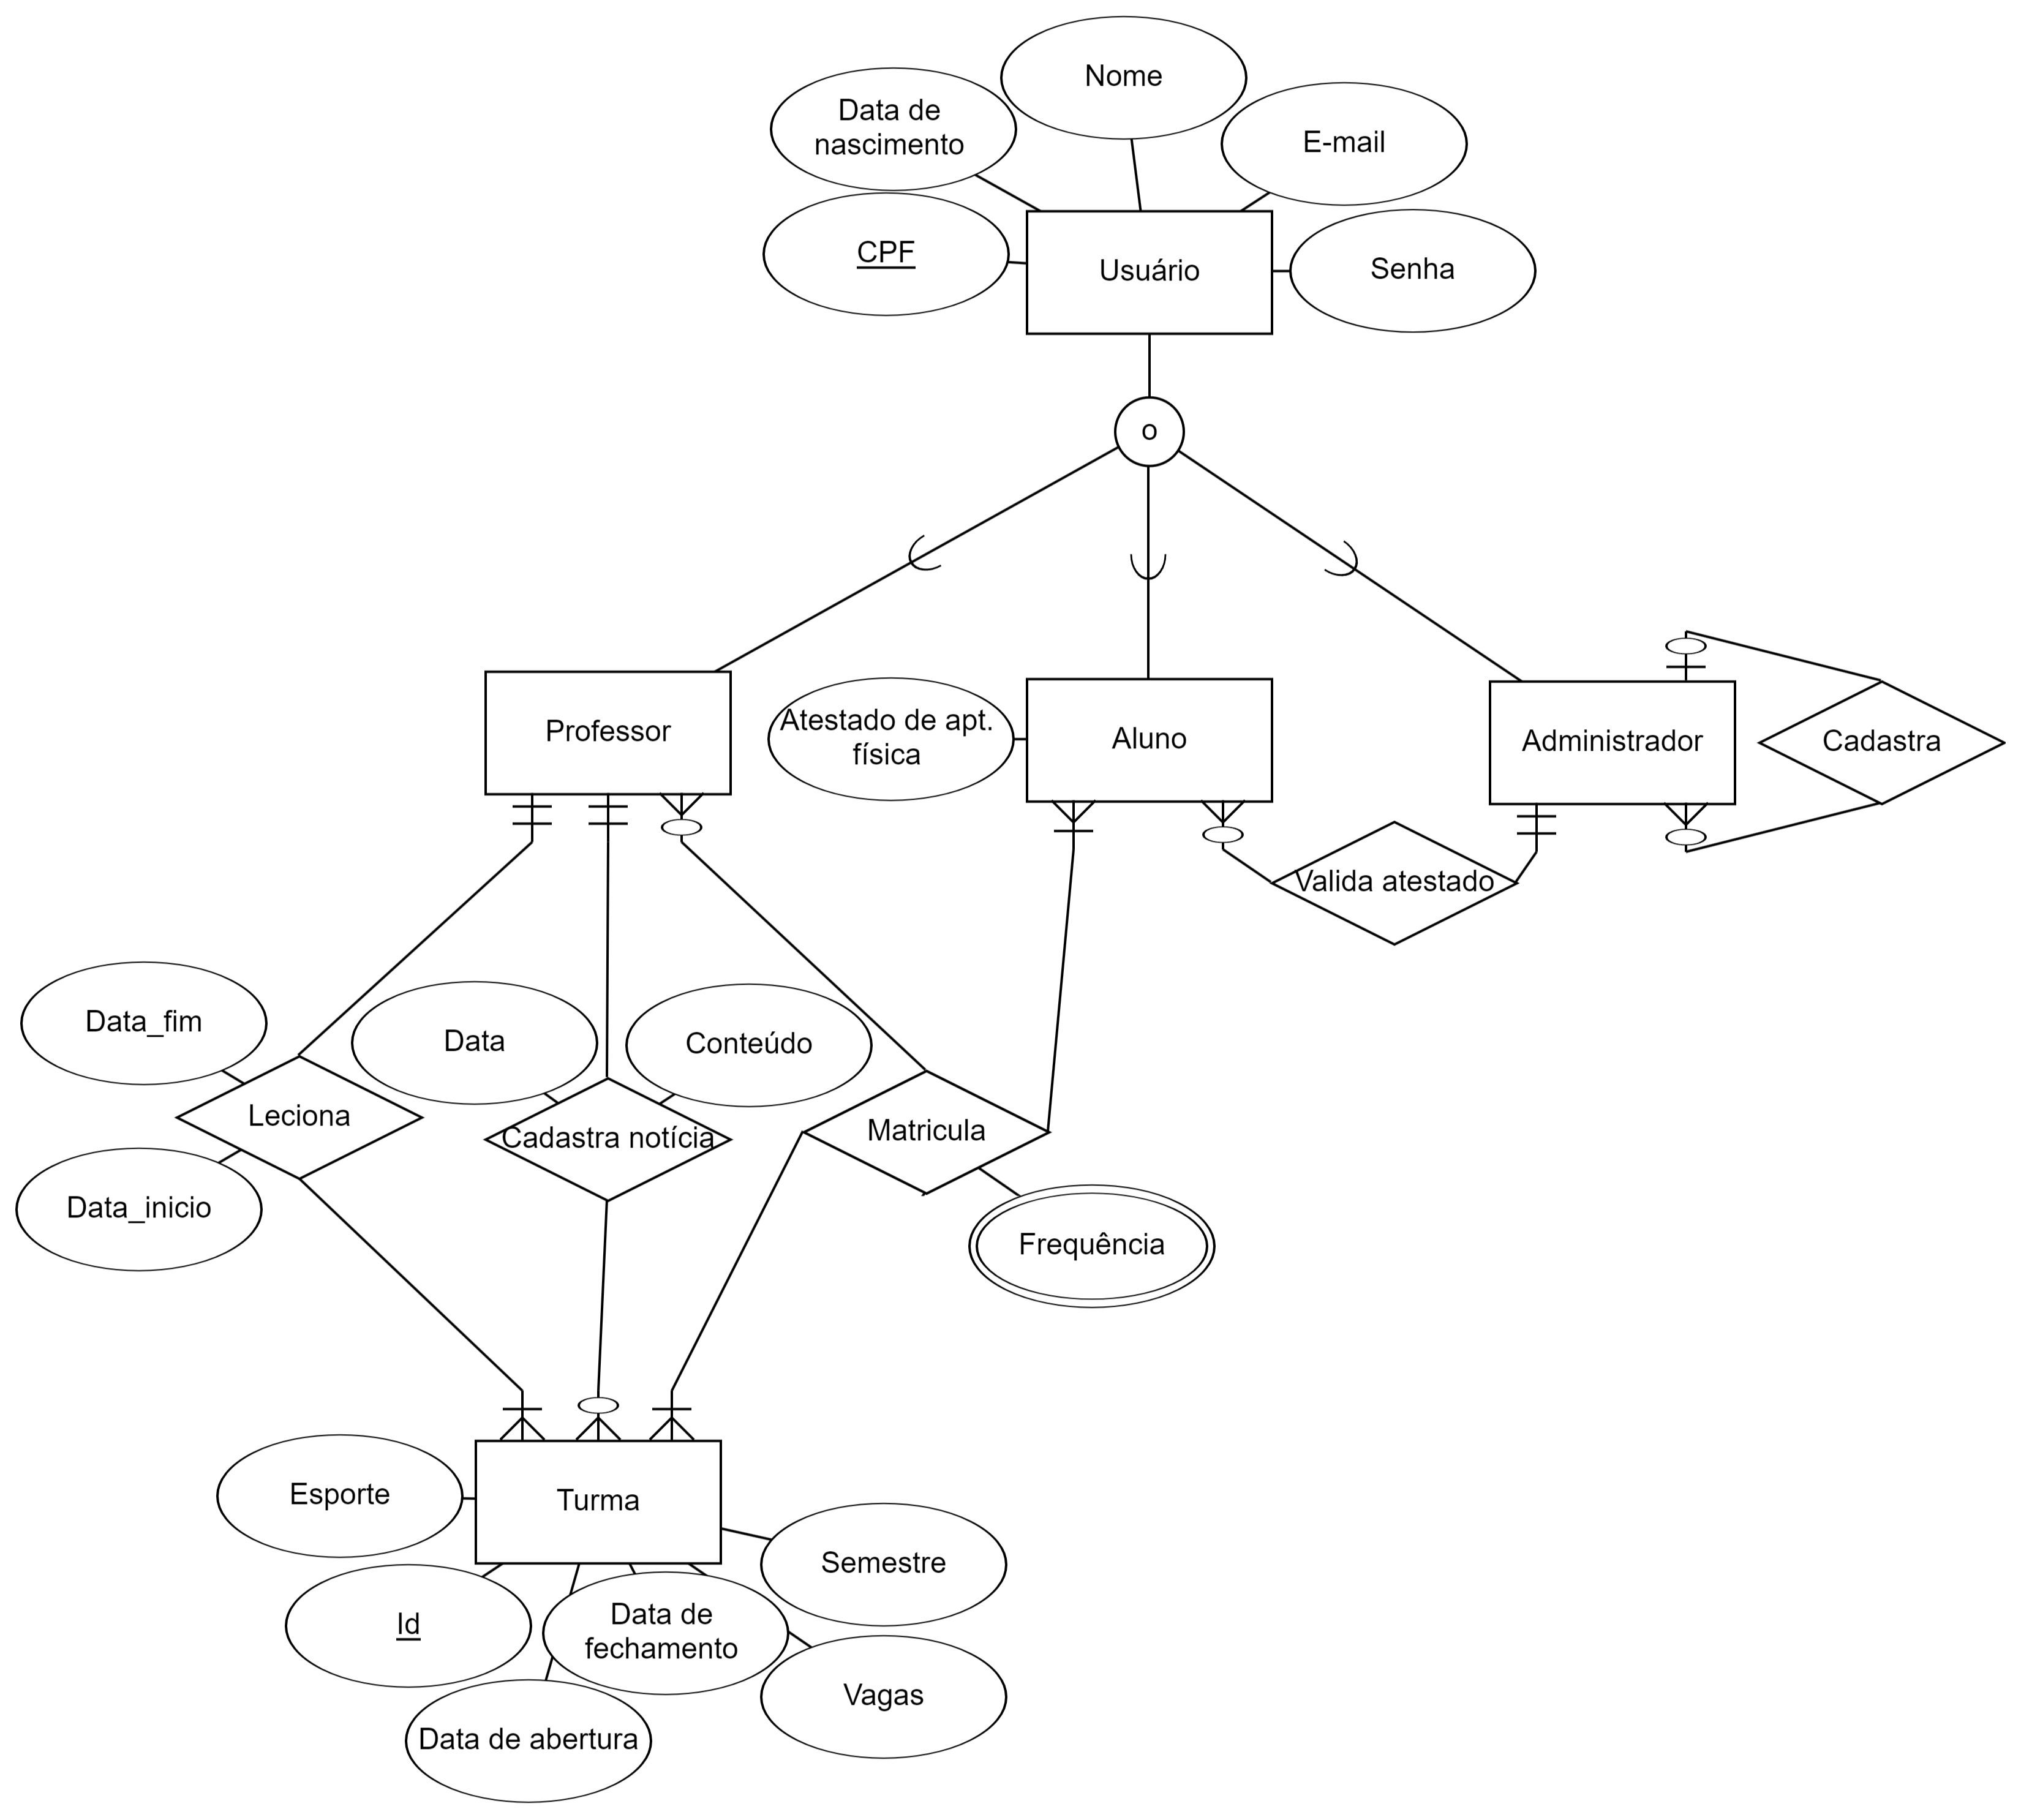 Nome
Data de
nascimento
E-mail
CPF
Usuário
Senha
o
Professor
Atestado de apt.
física
Aluno
Administrador
Cadastra
Valida atestado
Data_fim
Data
Conteúdo
Leciona
Cadastra notícia
Matricula
Data_inicio
Frequência
Esporte
Turma
Semestre
Id
Data de
fechamento
Vagas
Data de abertura